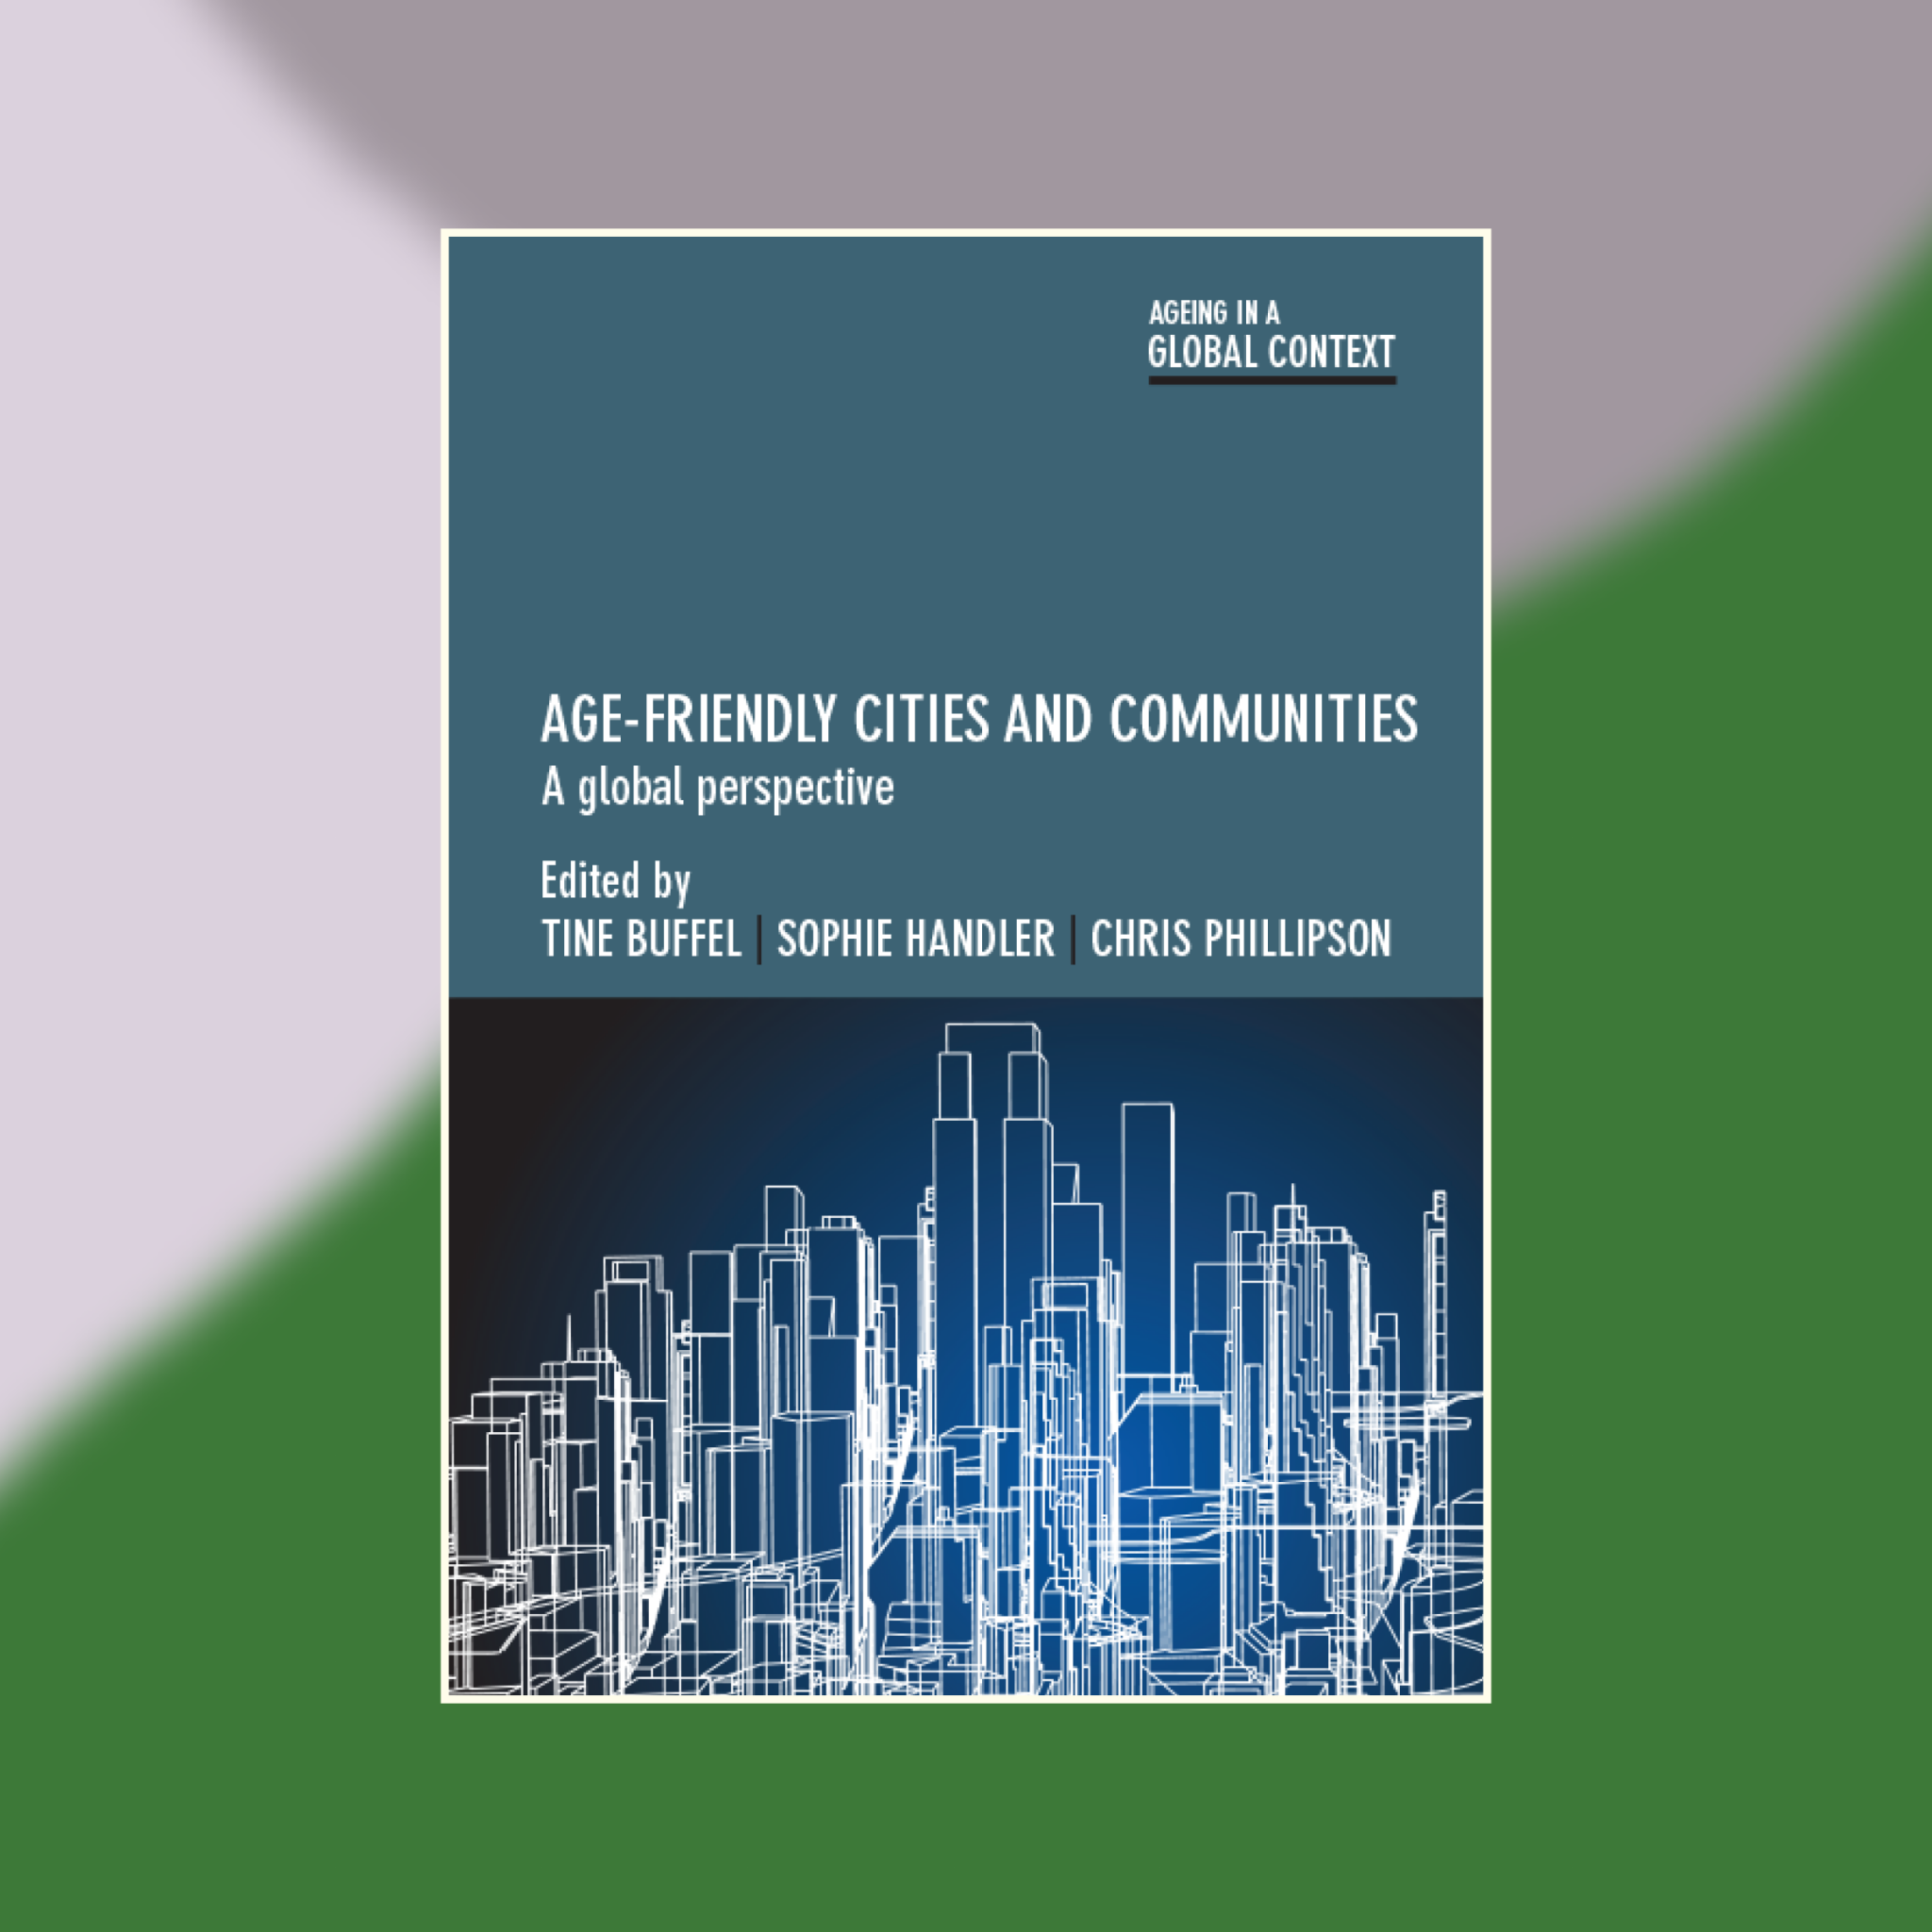 AGEING IN A
GLOBAL CONTEXT
AGE-FRIENDLY CITIES AND COMMUNITIES
A global perspective
Edited by
TINE BUFFEL | SOPHIE HANDLER | CHRIS PHILLIPSON